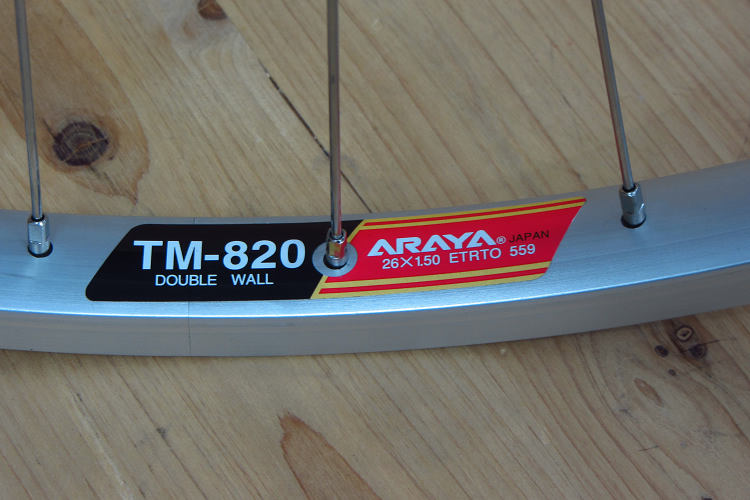 TM-820
DOUBLE WALL
ARAYA® JAPAN
26×1.50 ETRTO 559